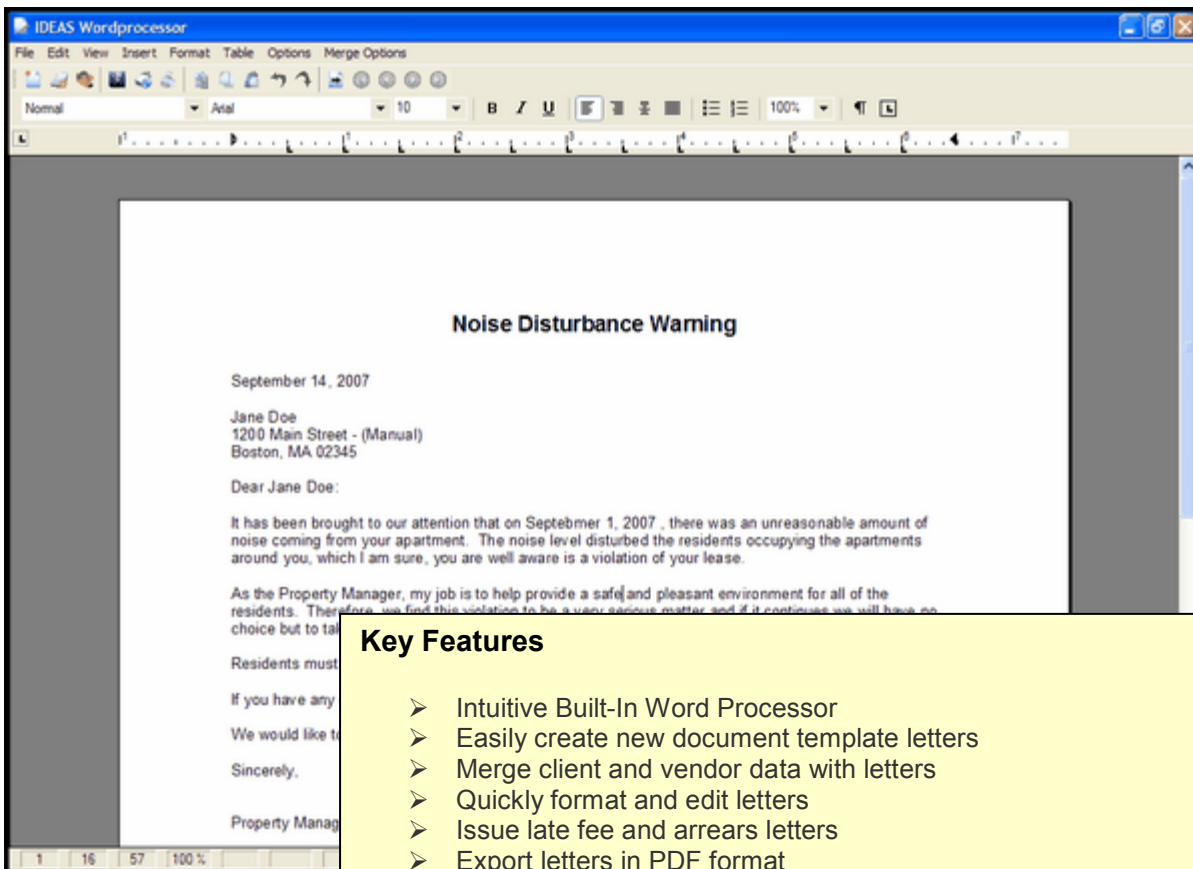 IDEAS Wordprocessor
File Edit View Insert Format Table Options Merge Options
Normal Arial 10 B I U 100% ¶
1 1 2 3 4 5 6 7
Noise Disturbance Warning
September 14, 2007
Jane Doe
1200 Main Street - (Manual)
Boston, MA 02345
Dear Jane Doe:
It has been brought to our attention that on Septebmer 1, 2007 , there was an unreasonable amount of
noise coming from your apartment. The noise level disturbed the residents occupying the apartments
around you, which I am sure, you are well aware is a violation of your lease.
As the Property Manager, my job is to help provide a safe and pleasant environment for all of the
residents. Therefore, we find this violation to be a very serious matter and if it continues we will have no
choice but to
Residents must
If you have any
We would like
Sincerely,
Property
Key Features
➢ Intuitive Built-In Word Processor
➢ Easily create new document template letters
➢ Merge client and vendor data with letters
➢ Quickly format and edit letters
➢ Issue late fee and arrears letters
➢ Export letters in PDF format
1 16 57 100 %